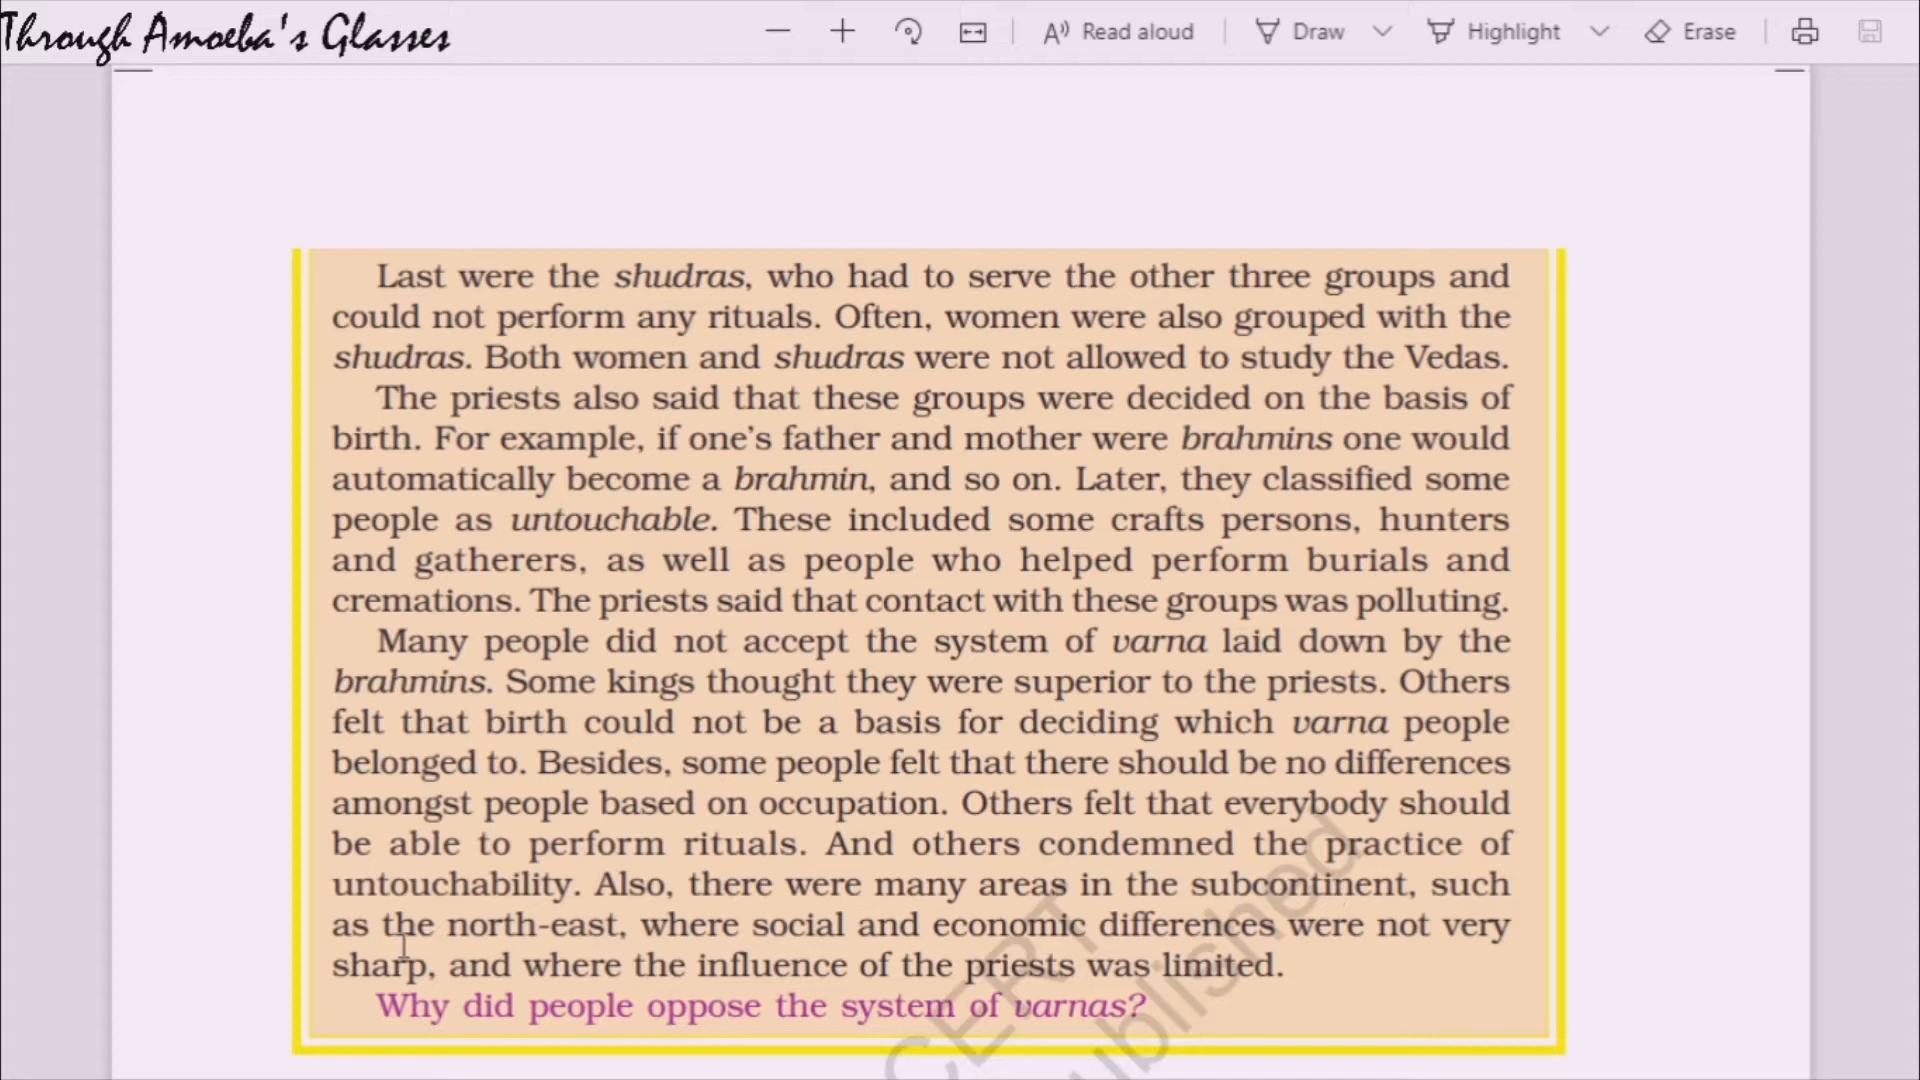 Through Amoeba's Glasses
Read aloud
Draw
Highlight
Erase
Last were the shudras, who had to serve the other three groups and
could not perform any rituals. Often, women were also grouped with the
shudras. Both women and shudras were not allowed to study the Vedas.
The priests also said that these groups were decided on the basis of
birth. For example, if one's father and mother were brahmins one would
automatically become a brahmin, and so on. Later, they classified some
people as untouchable. These included some crafts persons, hunters
and gatherers, as well as people who helped perform burials and
cremations. The priests said that contact with these groups was polluting.
Many people did not accept the system of varna laid down by the
brahmins. Some kings thought they were superior to the priests. Others
felt that birth could not be a basis for deciding which varna people
belonged to. Besides, some people felt that there should be no differences
amongst people based on occupation. Others felt that everybody should
be able to perform rituals. And others condemned the practice of
untouchability. Also, there were many areas in the subcontinent, such
as the north-east, where social and economic differences were not very
sharp, and where the influence of the priests was limited.
Why did people oppose the system of varnas?